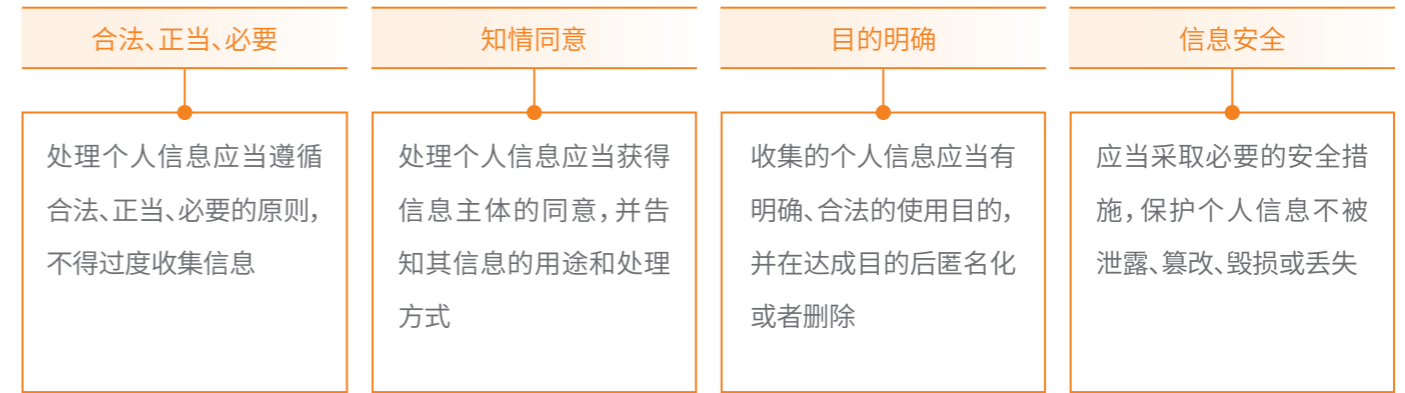 合法、正当、必要
处理个人信息应当遵循
合法、正当、必要的原则,
不得过度收集信息
知情同意
处理个人信息应当获得
信息主体的同意,并告
知其信息的用途和处理
方式
目的明确
收集的个人信息应当有
明确、合法的使用目的,
并在达成目的后匿名化
或者删除
信息安全
应当采取必要的安全措
施,保护个人信息不被
泄露、篡改、毁损或丢失